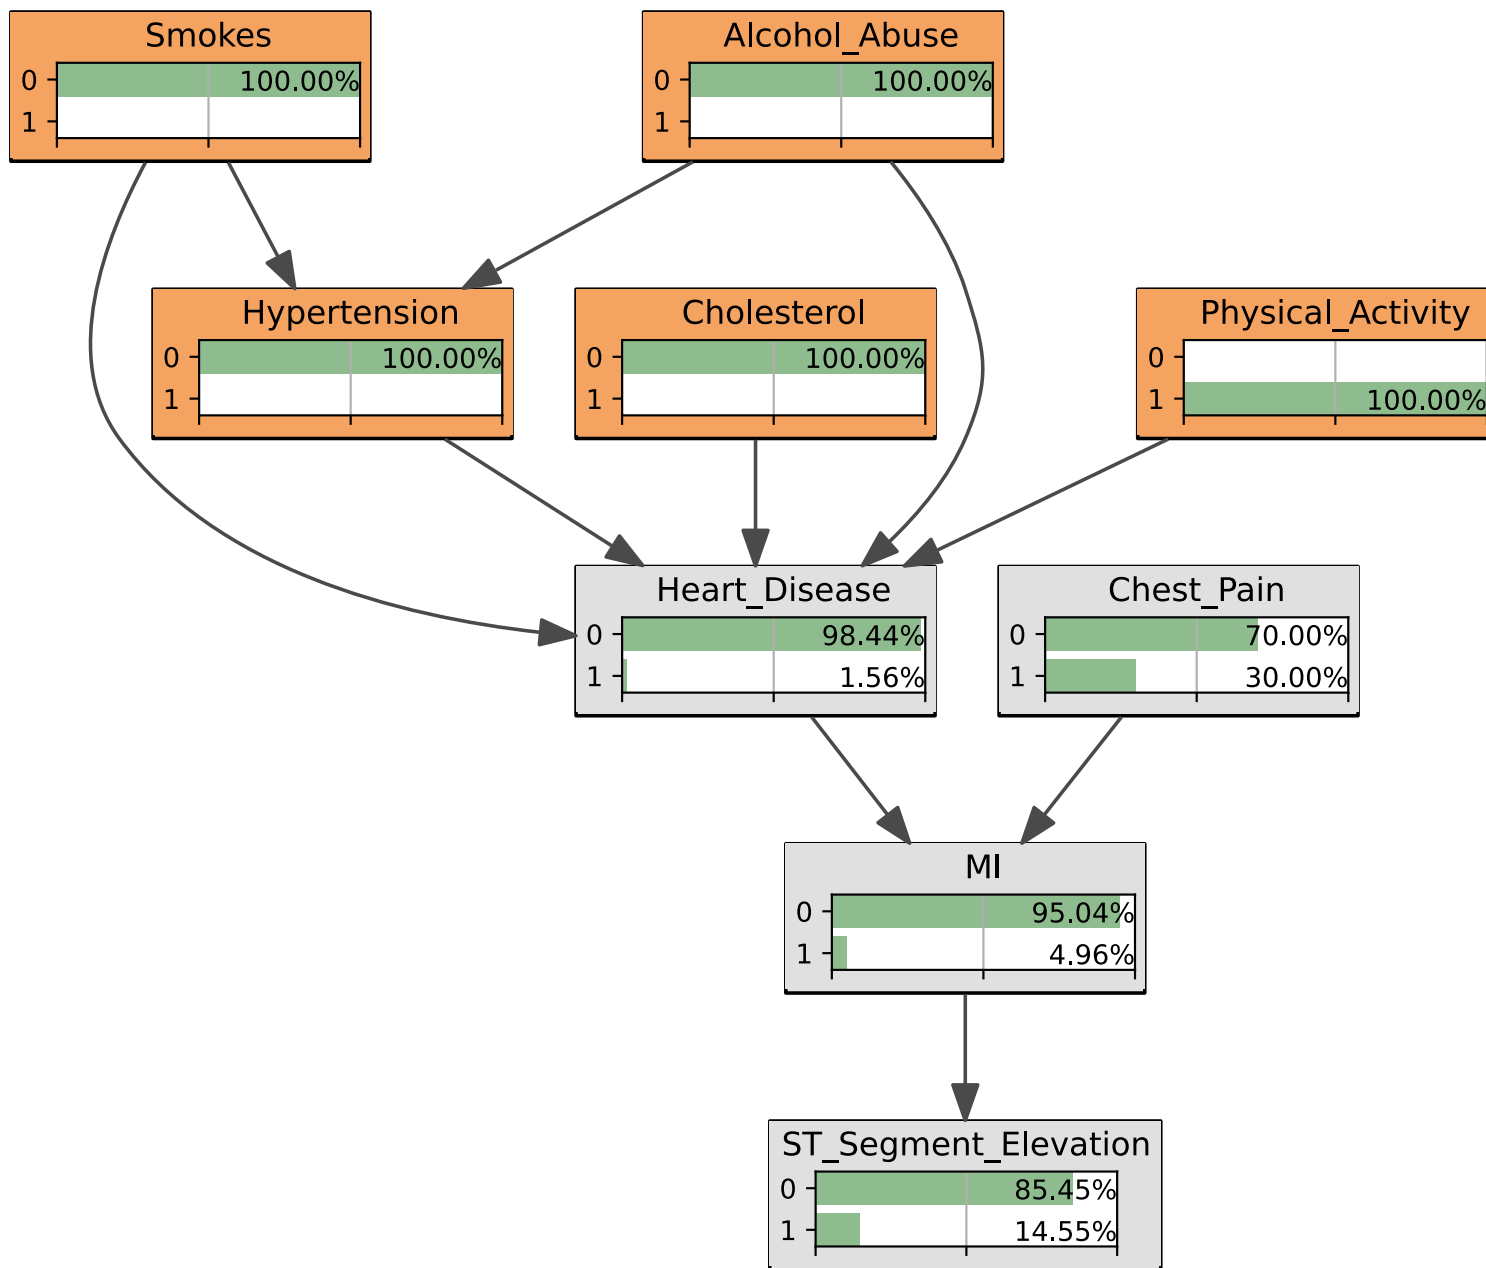 Smokes
0 100.00%
1
Alcohol_Abuse
0 100.00%
1
Hypertension
0 100.00%
1
Cholesterol
0 100.00%
1
Physical_Activity
0
1 100.00%
Heart_Disease
0 98.44%
1 1.56%
Chest_Pain
0 70.00%
1 30.00%
MI
0 95.04%
1 4.96%
ST_Segment_Elevation
0 85.45%
1 14.55%